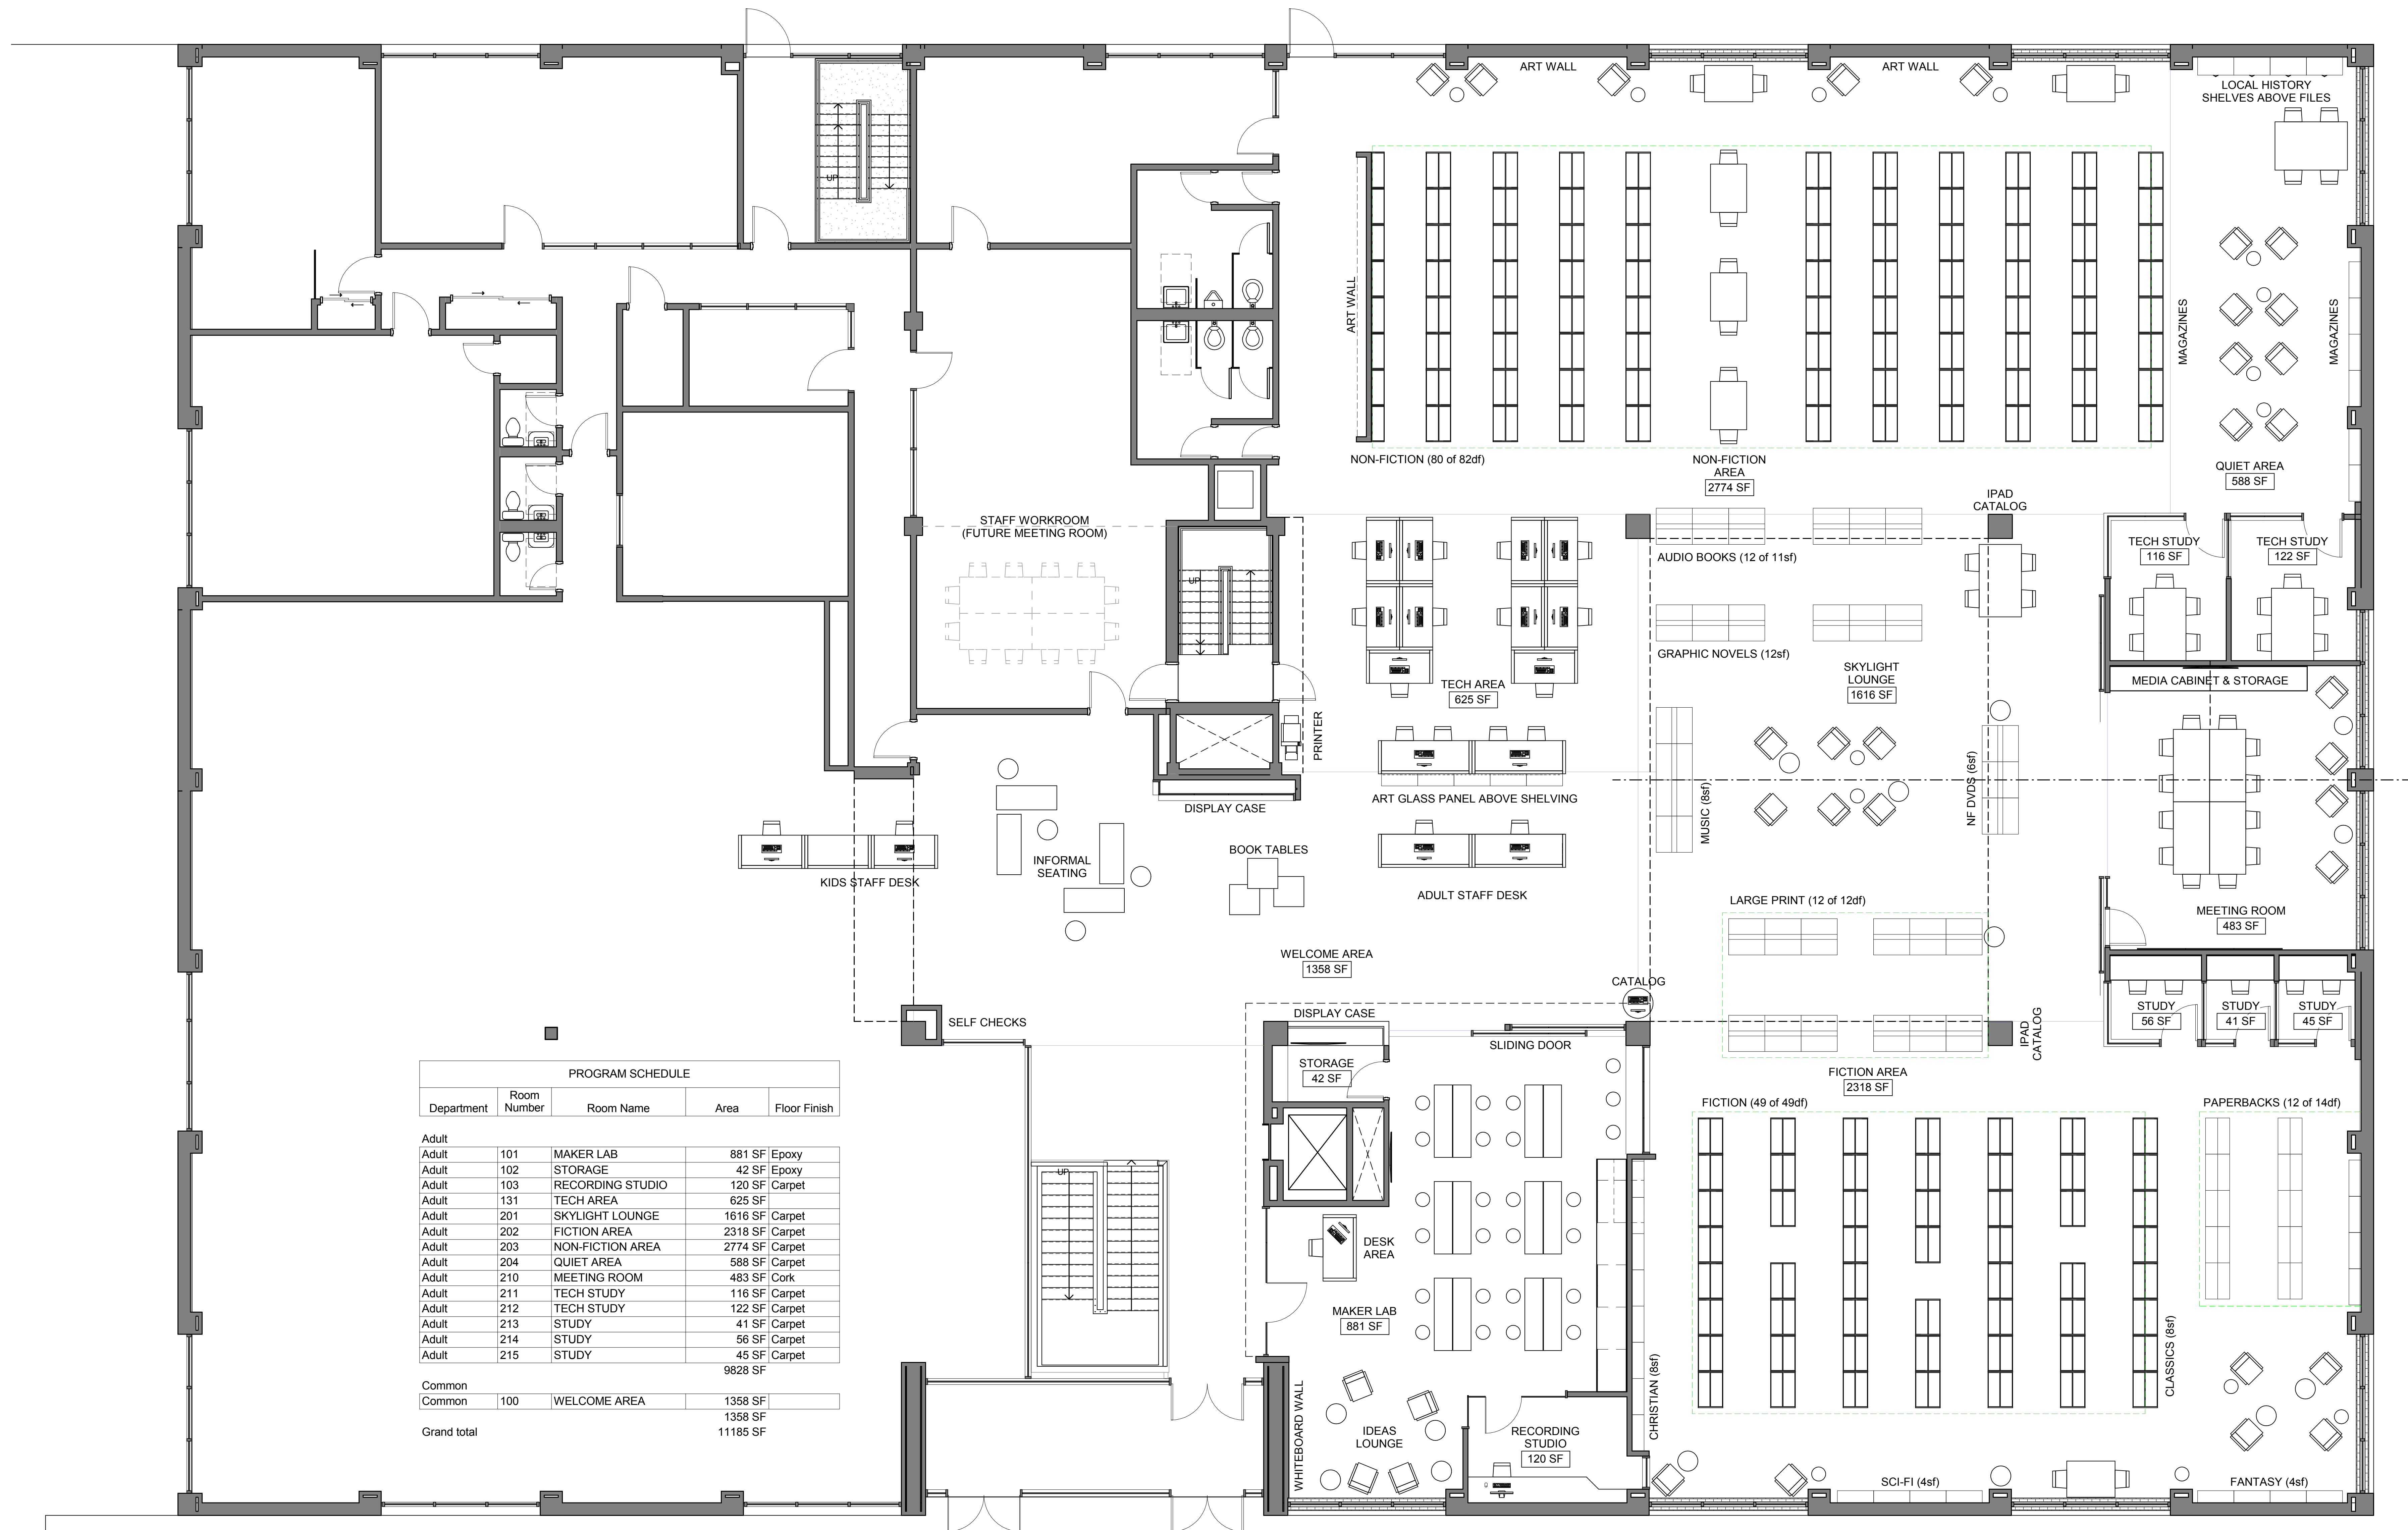 ART WALL
ART WALL
LOCAL HISTORY
SHELVES ABOVE FILES
UP
ART WALL
MAGAZINES
MAGAZINES
NON-FICTION (80 of 82df)
NON-FICTION
AREA
2774 SF
QUIET AREA
588 SF
IPAD
CATALOG
STAFF WORKROOM
(FUTURE MEETING ROOM)
UP
AUDIO BOOKS (12 of 11sf)
TECH STUDY
116 SF
TECH STUDY
122 SF
GRAPHIC NOVELS (12sf)
SKYLIGHT
LOUNGE
1616 SF
TECH AREA
625 SF
MEDIA CABINET & STORAGE
PRINTER
MUSIC (8sf)
NF DVDS (6sf)
ART GLASS PANEL ABOVE SHELVING
DISPLAY CASE
BOOK TABLES
INFORMAL
SEATING
KIDS STAFF DESK
ADULT STAFF DESK
LARGE PRINT (12 of 12df)
MEETING ROOM
483 SF
WELCOME AREA
1358 SF
CATALOG
SELF CHECKS
DISPLAY CASE
SLIDING DOOR
STORAGE
42 SF
IPAD
CATALOG
STUDY
56 SF
STUDY
41 SF
STUDY
45 SF
FICTION AREA
2318 SF
FICTION (49 of 49df)
PAPERBACKS (12 of 14df)
UP
DESK
AREA
MAKER LAB
881 SF
CHRISTIAN (8sf)
CLASSICS (8sf)
WHITEBOARD WALL
IDEAS
LOUNGE
RECORDING
STUDIO
120 SF
SCI-FI (4sf)
FANTASY (4sf)
PROGRAM SCHEDULE
Department Room Number Room Name Area Floor Finish
Adult
Adult 101 MAKER LAB 881 SF Epoxy
Adult 102 STORAGE 42 SF Epoxy
Adult 103 RECORDING STUDIO 120 SF Carpet
Adult 131 TECH AREA 625 SF
Adult 201 SKYLIGHT LOUNGE 1616 SF Carpet
Adult 202 FICTION AREA 2318 SF Carpet
Adult 203 NON-FICTION AREA 2774 SF Carpet
Adult 204 QUIET AREA 588 SF Carpet
Adult 210 MEETING ROOM 483 SF Cork
Adult 211 TECH STUDY 116 SF Carpet
Adult 212 TECH STUDY 122 SF Carpet
Adult 213 STUDY 41 SF Carpet
Adult 214 STUDY 56 SF Carpet
Adult 215 STUDY 45 SF Carpet
9828 SF
Common
Common 100 WELCOME AREA 1358 SF
1358 SF
Grand total 11185 SF